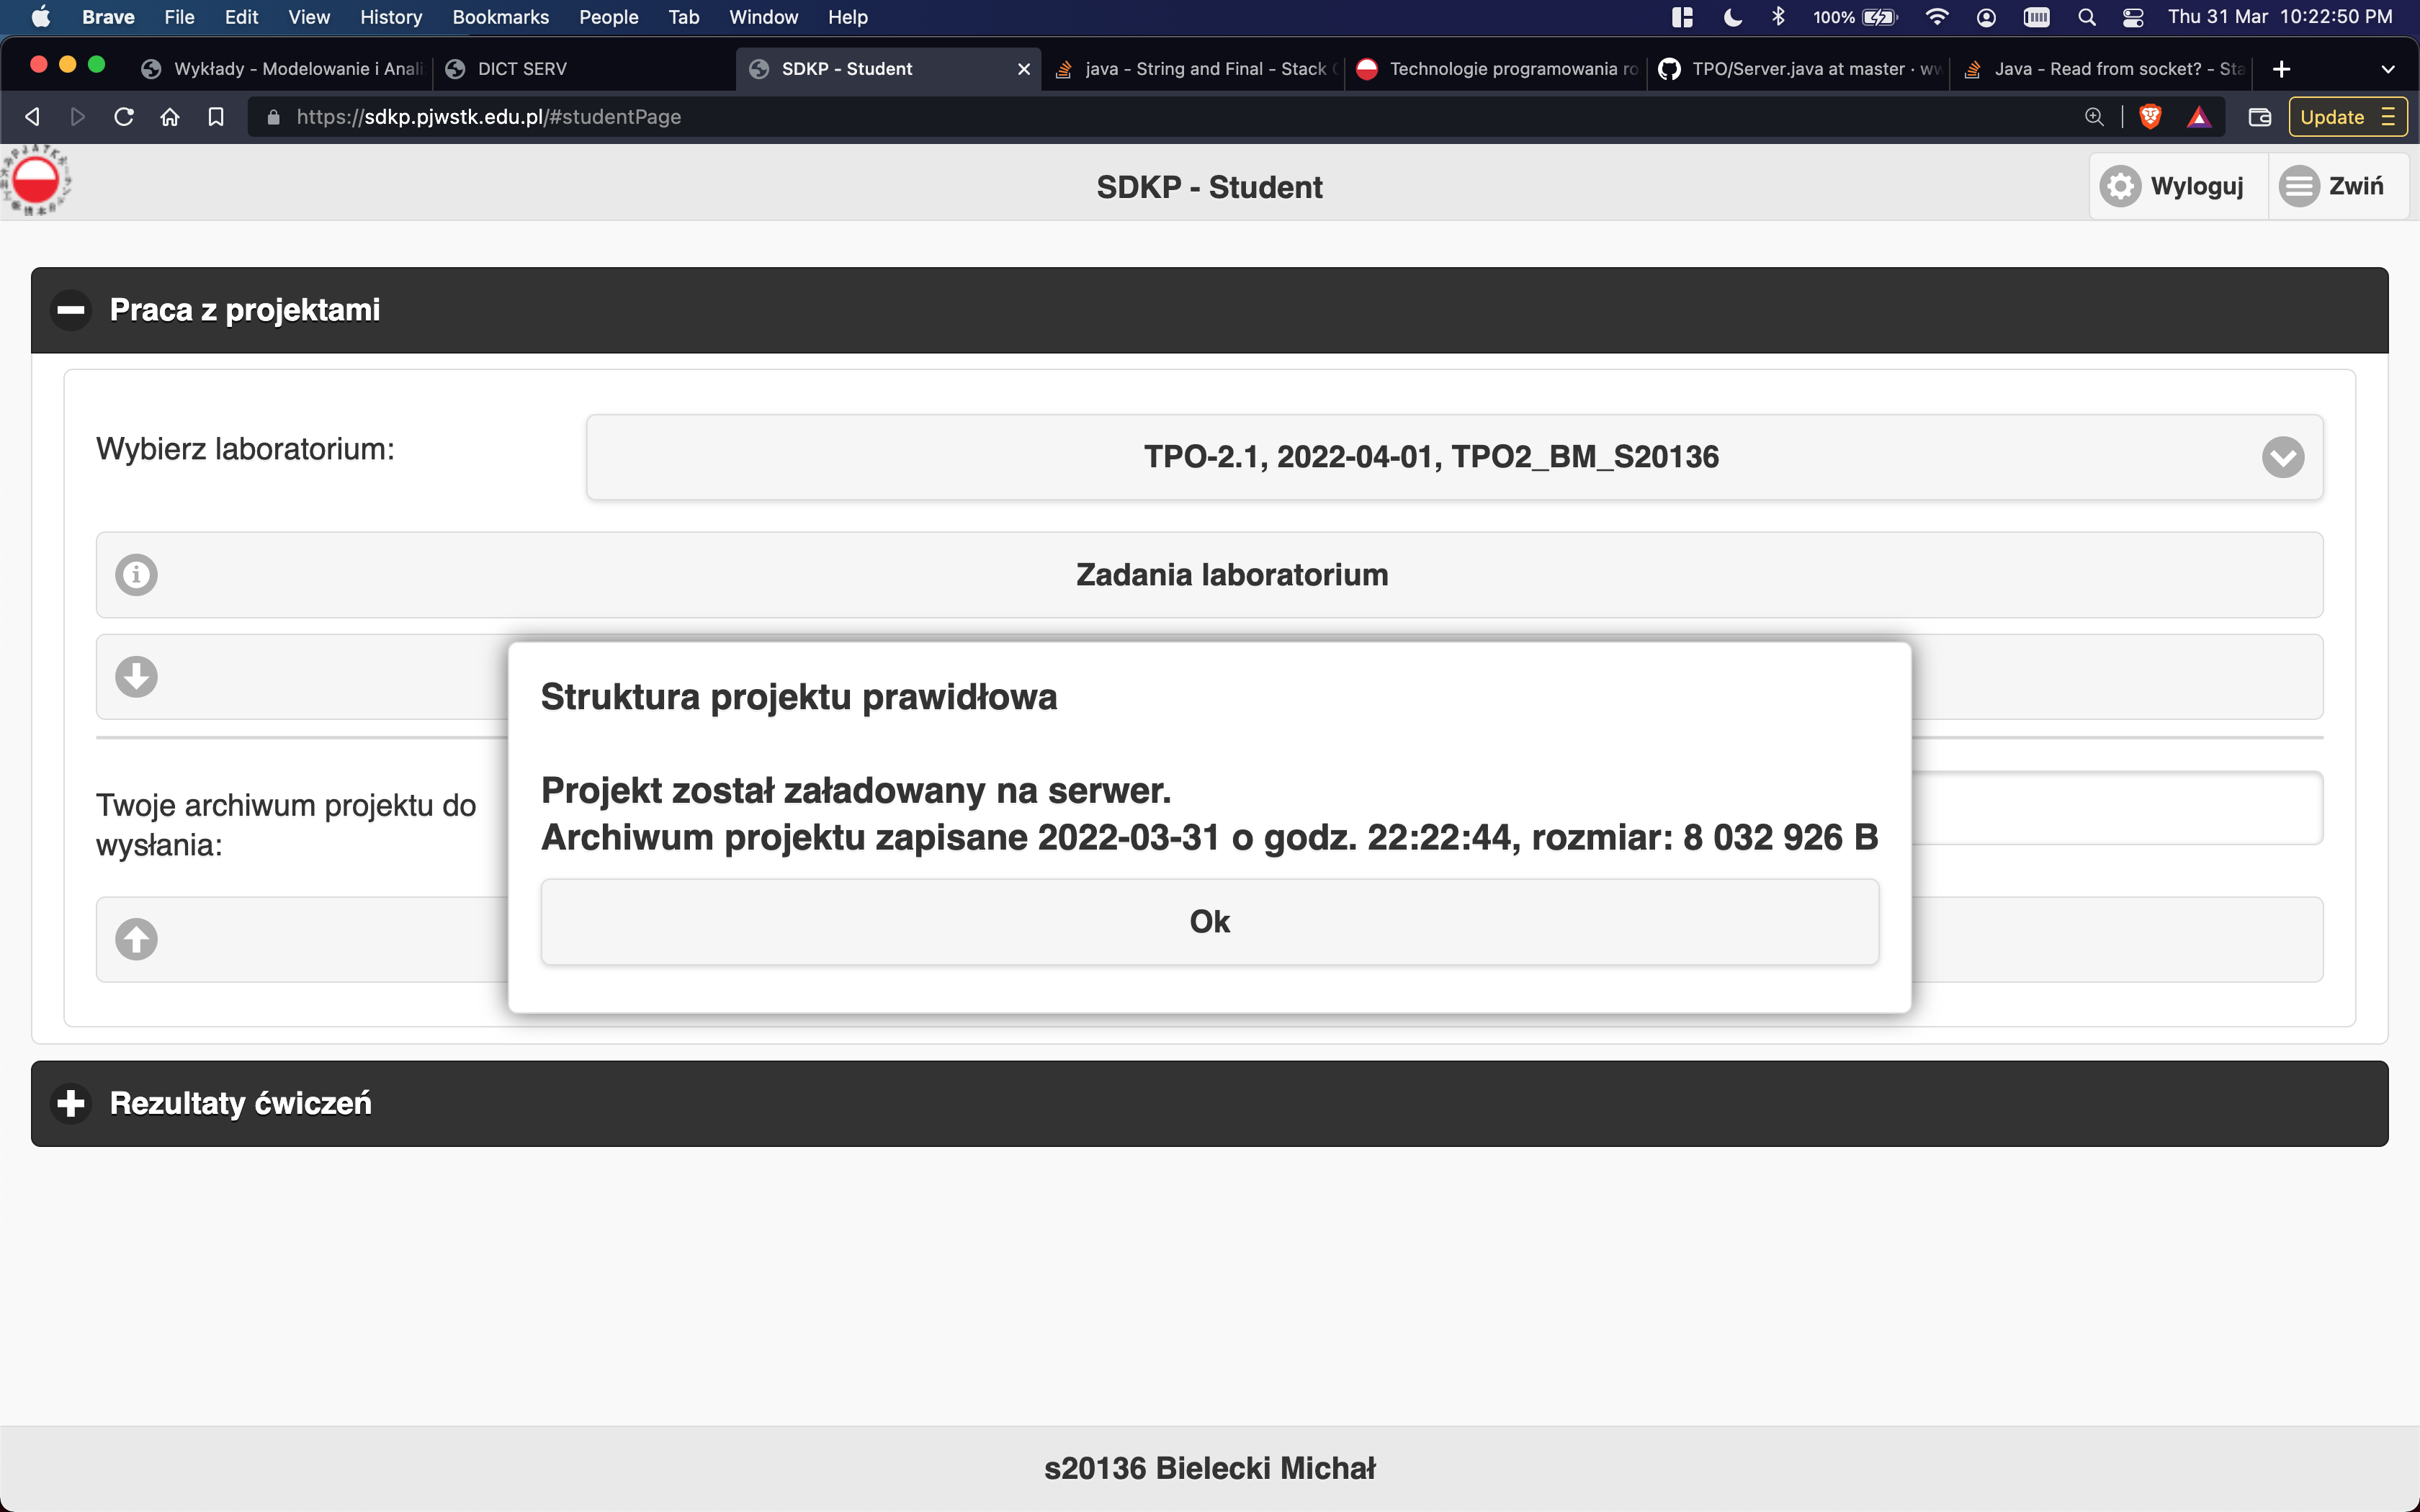 Brave File Edit View History Bookmarks People Tab Window Help 100% Thu 31 Mar 10:22:50 PM
Wykłady - Modelowanie i Anali DICT SERV SDKP - Student java - String and Final - Stack Technologie programowania ro TPO/Server.java at master · Java - Read from socket? - Sta
https://sdkp.pjwstk.edu.pl/#studentPage Update
SDKP - Student Wyloguj Zwiń
Praca z projektami
Wybierz laboratorium: TPO-2.1, 2022-04-01, TPO2_BM_S20136
Zadania laboratorium
Struktura projektu prawidłowa
Projekt został załadowany na serwer.
Archiwum projektu zapisane 2022-03-31 o godz. 22:22:44, rozmiar: 8 032 926 B
Twoje archiwum projektu do
wysłania:
Ok
Rezultaty ćwiczeń
s20136 Bielecki Michał